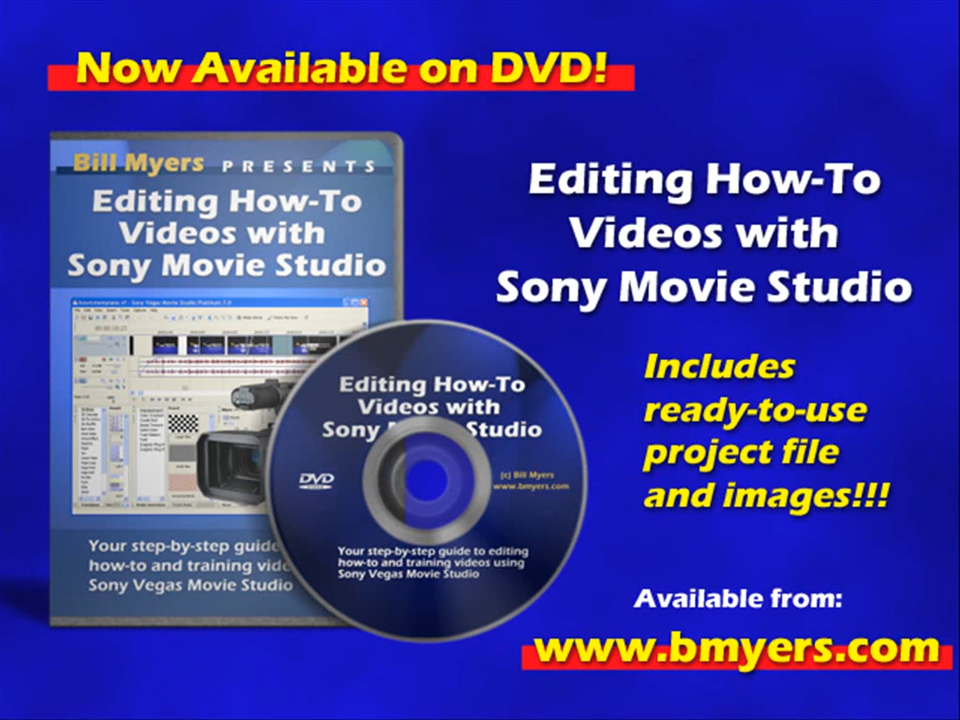 Now Available on DVD!
Bill Myers PRESENTS
Editing How-To
Videos with
Sony Movie Studio
Your step-by-step guide
how-to and training
Sony Vegas Movie Studio
Editing How-To
Videos with
Sony Studio
DVD
VIDEO
(c) Bill Myers
www.bmyers.com
Your step-by-step guide to editing
how-to and training videos using
Sony Vegas Movie Studio
Editing How-To
Videos with
Sony Movie Studio
Includes
ready-to-use
project file
and images!!!
Available from:
www.bmyers.com